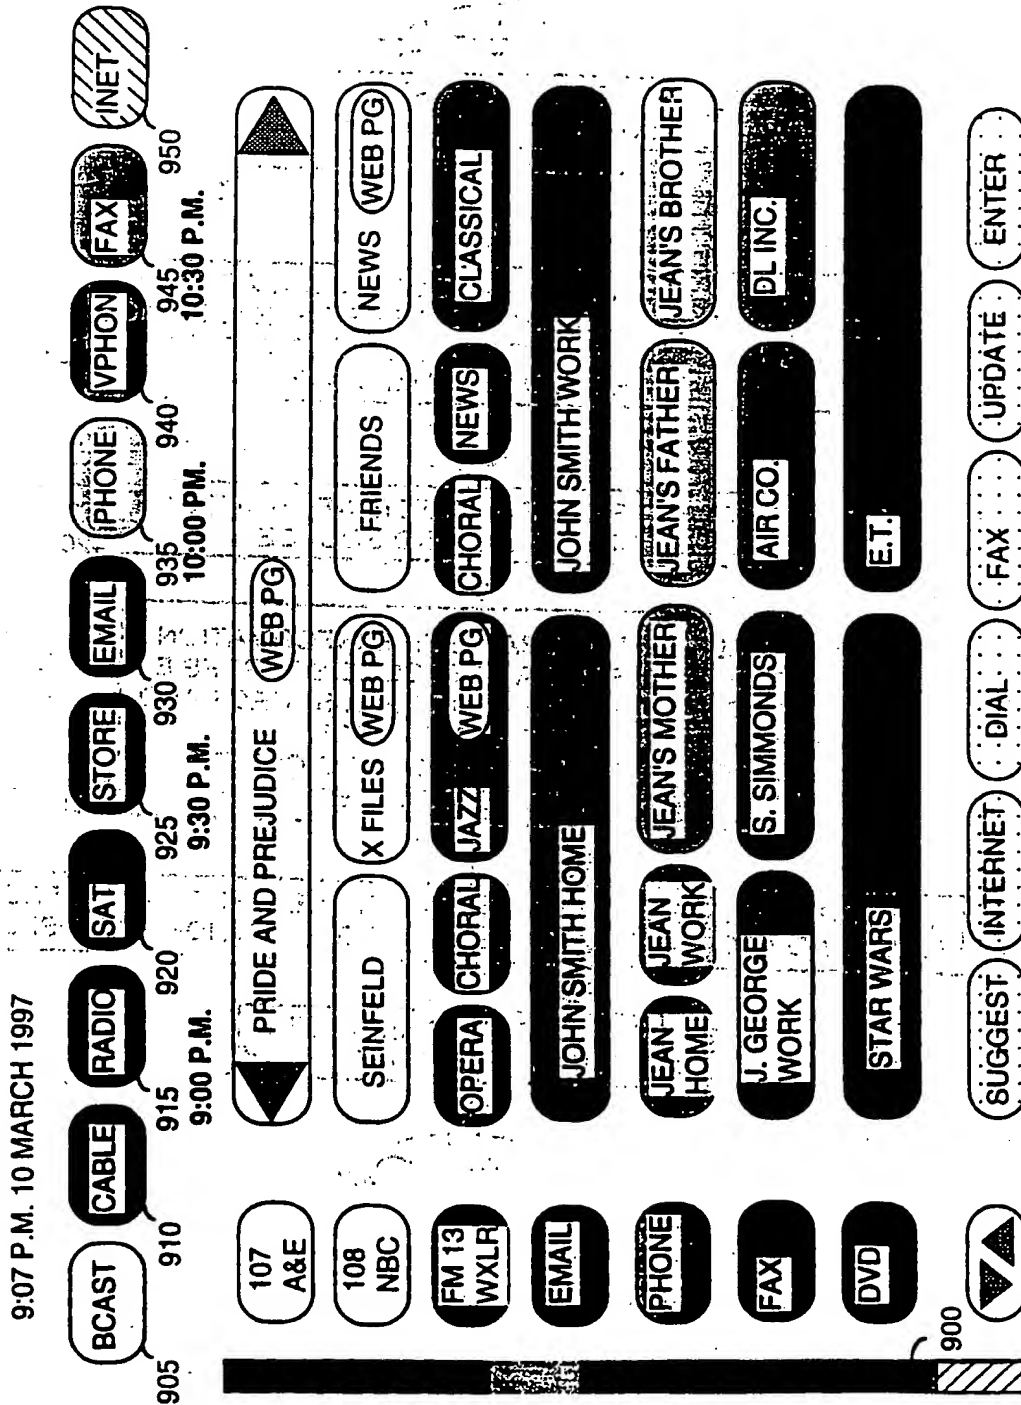 9:07 P.M. 10 MARCH 1997
BCAST CABLE RADIO SAT STORE EMAIL PHONE VPHON FAX INET
905 910 915 920 925 930 935 940 945 950
9:00 P.M. 9:30 P.M. 10:00 PM. 10:30 P.M.
107 A&E PRIDE AND PREJUDICE WEB PG
108 NBC SEINFELD X FILES WEB PG FRIENDS NEWS WEB PG
FM 13 WXLR OPERA CHORAL JAZZ WEB PG CHORAL NEWS CLASSICAL
EMAIL JOHN SMITH HOME JOHN SMITH WORK
PHONE JEAN HOME JEAN WORK JEAN'S MOTHER JEAN'S FATHER JEAN'S BROTHER
FAX J. GEORGE WORK S. SIMMONDS AIR CO. DL INC.
DVD STAR WARS E.T.
900
SUGGEST INTERNET DIAL FAX UPDATE ENTER